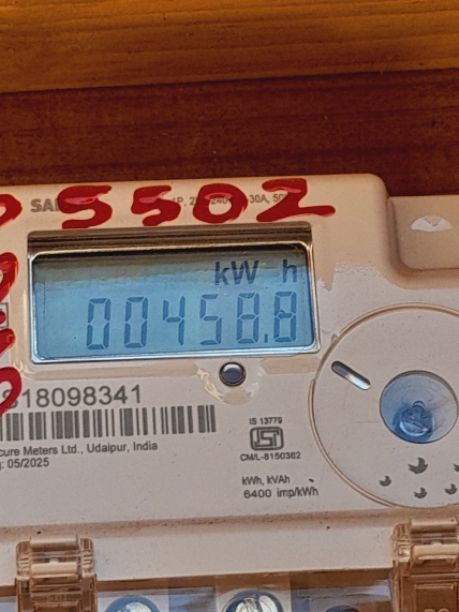 5502
kW h
00458.8
18098341
IS 13779
CM/L-8150362
cure Meters Ltd., Udaipur, India
05/2025
kWh, kVAh
6400 imp/kWh